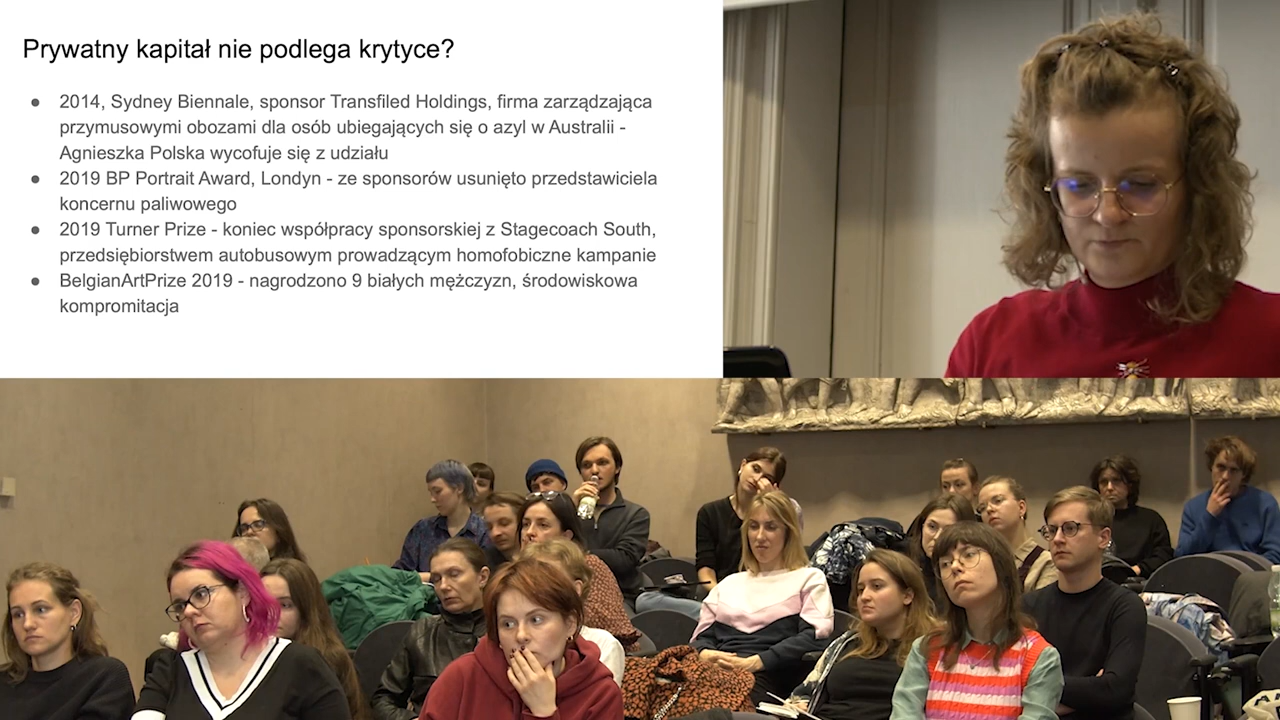 Prywatny kapitał nie podlega krytyce?
● 2014, Sydney Biennale, sponsor Transfiled Holdings, firma zarządzająca
przymusowymi obozami dla osób ubiegających się o azyl w Australii -
Agnieszka Polska wycofuje się z udziału
● 2019 BP Portrait Award, Londyn - ze sponsorów usunięto przedstawiciela
koncernu paliwowego
● 2019 Turner Prize - koniec współpracy sponsorskiej z Stagecoach South,
przedsiębiorstwem autobusowym prowadzącym homofobiczne kampanie
● BelgianArtPrize 2019 - nagrodzono 9 białych mężczyzn, środowiskowa
kompromitacja